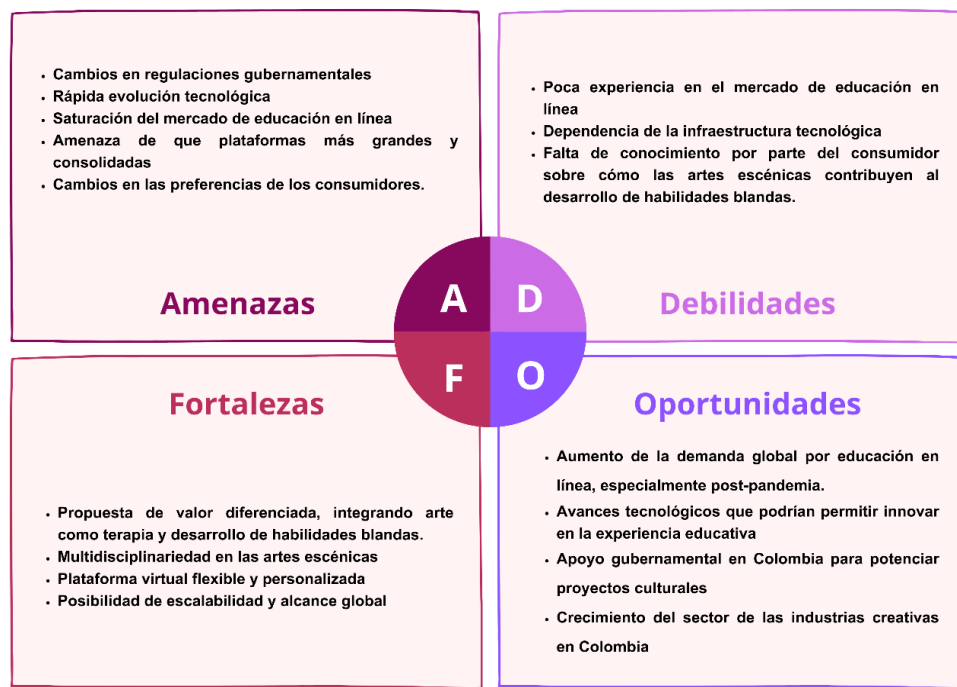 • Cambios en regulaciones gubernamentales
• Rápida evolución tecnológica
• Saturación del mercado de educación en línea
• Amenaza de que plataformas más grandes y
consolidadas
• Cambios en las preferencias de los consumidores.
Amenazas
• Poca experiencia en el mercado de educación en
línea
• Dependencia de la infraestructura tecnológica
• Falta de conocimiento por parte del consumidor
sobre cómo las artes escénicas contribuyen al
desarrollo de habilidades blandas.
Debilidades
A D
F O
Fortalezas
• Propuesta de valor diferenciada, integrando arte
como terapia y desarrollo de habilidades blandas.
• Multidisciplinariedad en las artes escénicas
• Plataforma virtual flexible y personalizada
• Posibilidad de escalabilidad y alcance global
Oportunidades
• Aumento de la demanda global por educación en
línea, especialmente post-pandemia.
• Avances tecnológicos que podrían permitir innovar
en la experiencia educativa
• Apoyo gubernamental en Colombia para potenciar
proyectos culturales
• Crecimiento del sector de las industrias creativas
en Colombia